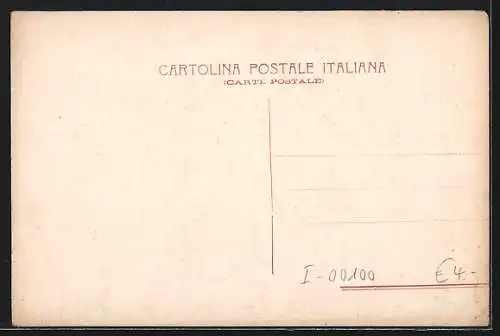 CARTOLINA POSTALE ITALIANA
(CARTE POSTALE)
I-00100 € 4,-